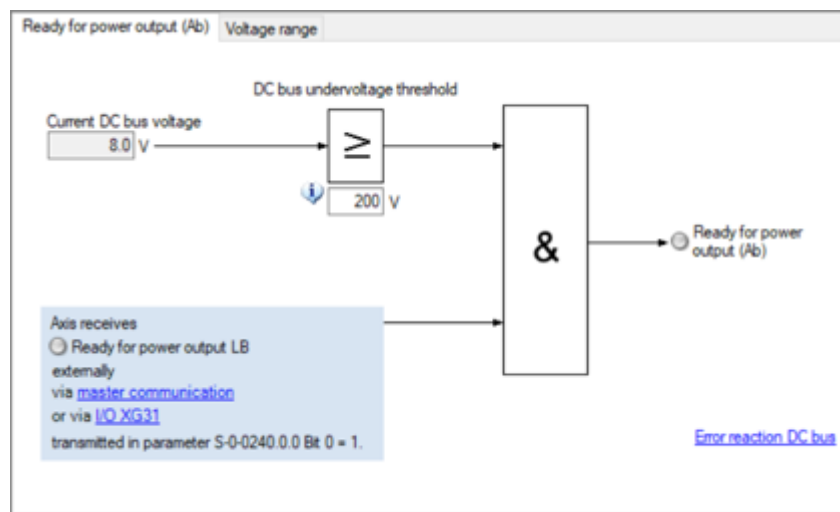 Ready for power output (Ab)
Voltage range
DC bus undervoltage threshold
Current DC bus voltage
8.0 V
≥
200 V
&
Ready for power
output (Ab)
Axis receives
Ready for power output LB
externally
via master communication
or via I/O XG31
transmitted in parameter S-0-0240.0.0 Bit 0 = 1.
Error reaction DC bus